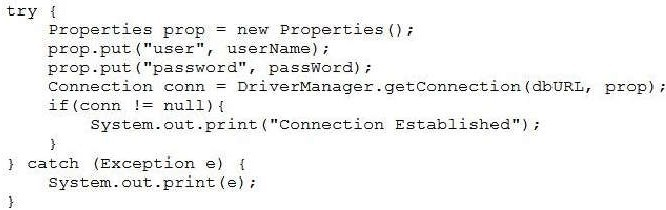 try {
    Properties prop = new Properties();
    prop.put("user", userName);
    prop.put("password", passWord);
    Connection conn = DriverManager.getConnection(dbURL, prop);
    if(conn != null){
        System.out.print("Connection Established");
    }
} catch (Exception e) {
    System.out.print(e);
}